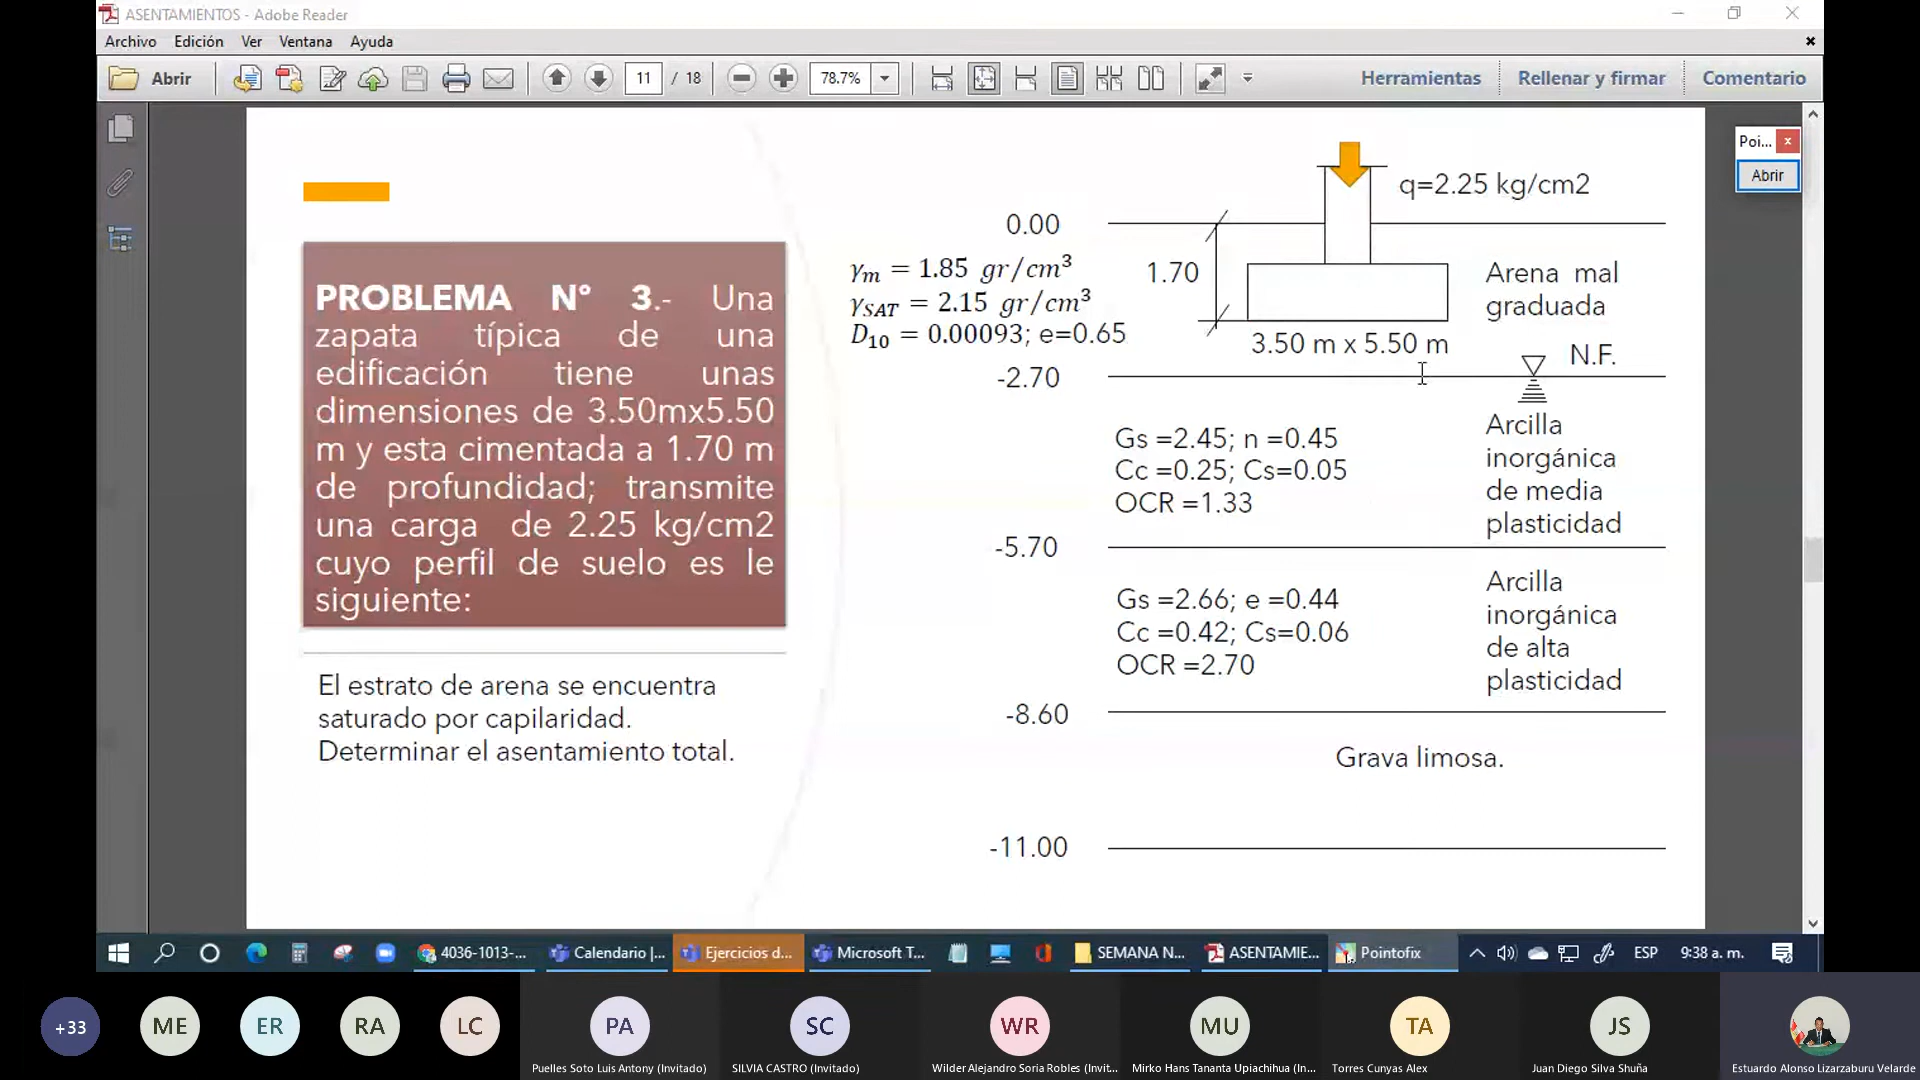 ASENTAMIENTOS - Adobe Reader
Archivo Edición Ver Ventana Ayuda
Abrir 11 / 18 78.7% Herramientas Rellenar y firmar Comentario
Poi...
Abrir
PROBLEMA N° 3.- Una
zapata típica de una
edificación tiene unas
dimensiones de 3.50mx5.50
m y esta cimentada a 1.70 m
de profundidad; transmite
una carga de 2.25 kg/cm2
cuyo perfil de suelo es le
siguiente:
El estrato de arena se encuentra
saturado por capilaridad.
Determinar el asentamiento total.
q=2.25 kg/cm2
0.00
γm = 1.85 gr/cm³
γSAT = 2.15 gr/cm³
D10 = 0.00093; e=0.65
1.70
Arena mal
graduada
3.50 m x 5.50 m
N.F.
-2.70
Gs =2.45; n =0.45
Cc =0.25; Cs=0.05
OCR =1.33
Arcilla
inorgánica
de media
plasticidad
-5.70
Gs =2.66; e =0.44
Cc =0.42; Cs=0.06
OCR =2.70
Arcilla
inorgánica
de alta
plasticidad
-8.60
Grava limosa.
-11.00
4036-1013-... Calendario |... Ejercicios d... Microsoft T... SEMANA N... ASENTAMIE... Pointofix ESP 9:38 a. m.
+33 ME ER RA LC PA SC WR MU TA JS
Puelles Soto Luis Antony (Invitado) SILVIA CASTRO (Invitado) Wilder Alejandro Soria Robles (Invit... Mirko Hans Tananta Upiachihua (In... Torres Cunyas Alex Juan Diego Silva Shuña Estuardo Alonso Lizarzaburu Velarde